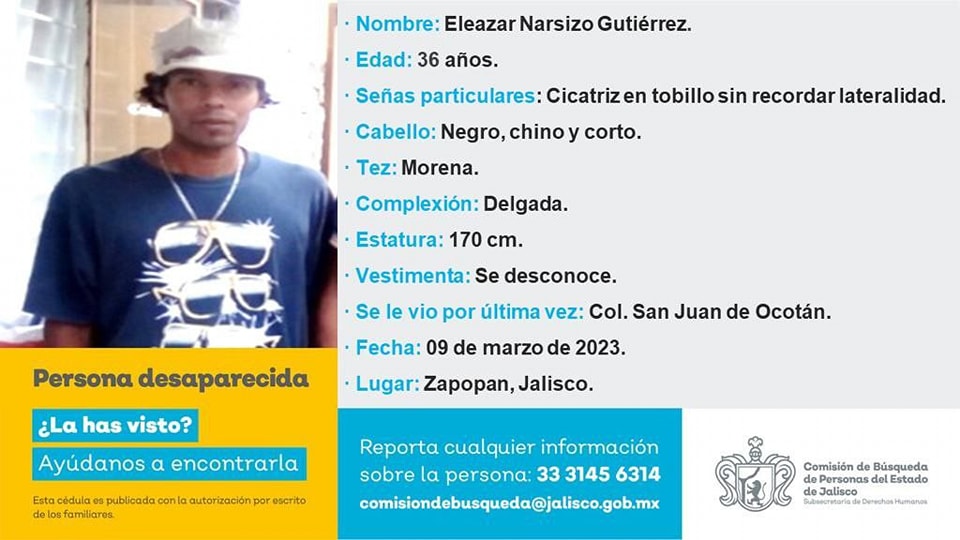 · Nombre: Eleazar Narsizo Gutiérrez.
· Edad: 36 años.
· Señas particulares: Cicatriz en tobillo sin recordar lateralidad.
· Cabello: Negro, chino y corto.
· Tez: Morena.
· Complexión: Delgada.
· Estatura: 170 cm.
· Vestimenta: Se desconoce.
· Se le vio por última vez: Col. San Juan de Ocotán.
· Fecha: 09 de marzo de 2023.
· Lugar: Zapopan, Jalisco.
Persona desaparecida
¿La has visto?
Ayúdanos a encontrarla
Esta cédula es publicada con la autorización por escrito
de los familiares.
Reporta cualquier información
sobre la persona: 33 3145 6314
comisiondebusqueda@jalisco.gob.mx
Comisión de Búsqueda
de Personas del Estado
de Jalisco
Subsecretaría de Derechos Humanos